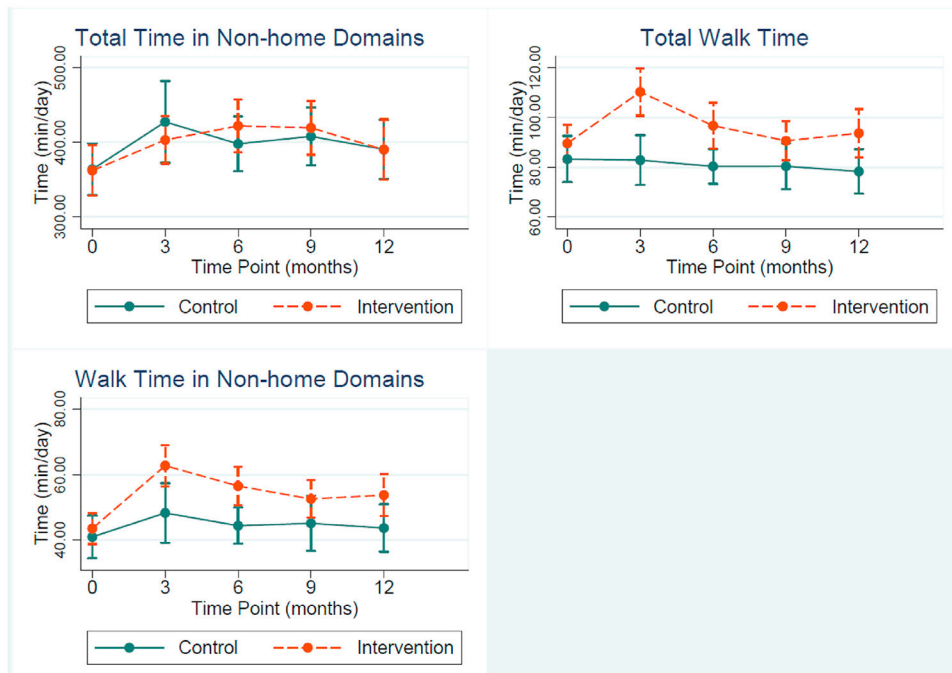 Total Time in Non-home Domains
Time (min/day)
500.00
400.00
300.00
0 3 6 9 12
Time Point (months)
Control Intervention
Total Walk Time
Time (min/day)
120.00
100.00
80.00
60.00
0 3 6 9 12
Time Point (months)
Control Intervention
Walk Time in Non-home Domains
Time (min/day)
80.00
60.00
40.00
0 3 6 9 12
Time Point (months)
Control Intervention